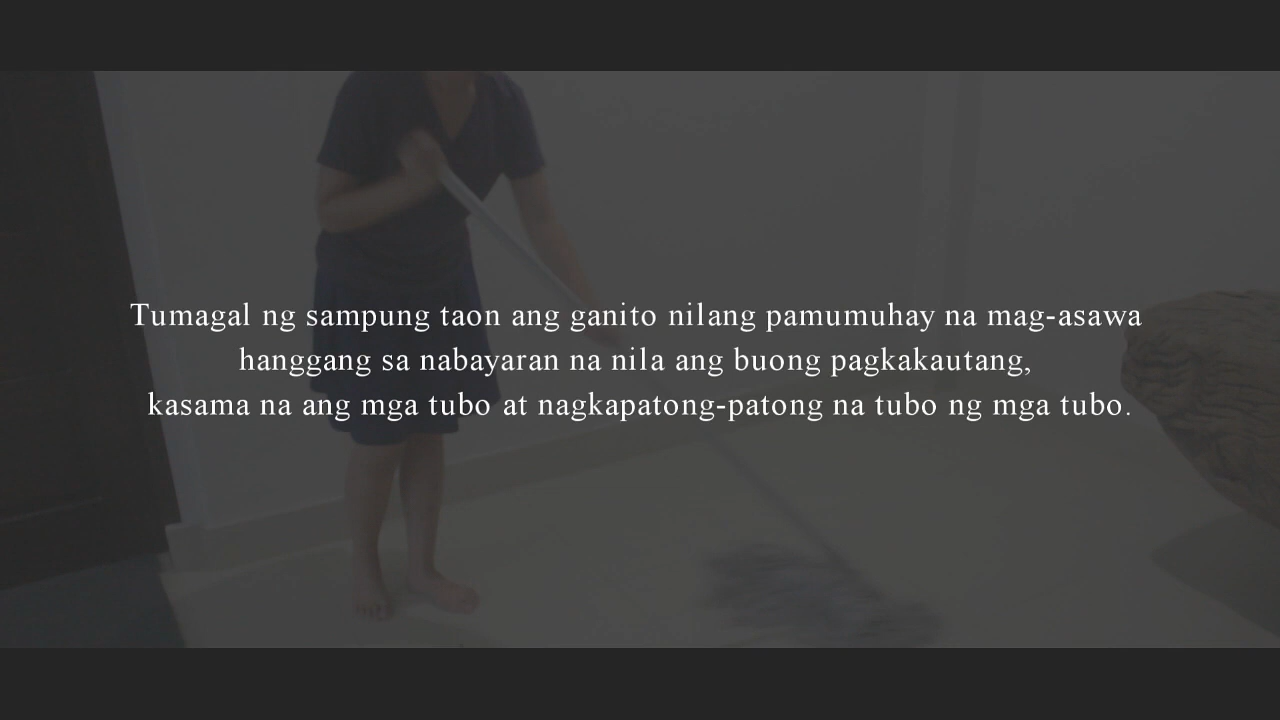 Tumagal ng sampung taon ang ganito nilang pamumuhay na mag-asawa
hanggang sa nabayaran na nila ang buong pagkakautang,
kasama na ang mga tubo at nagkapatong-patong na tubo ng mga tubo.